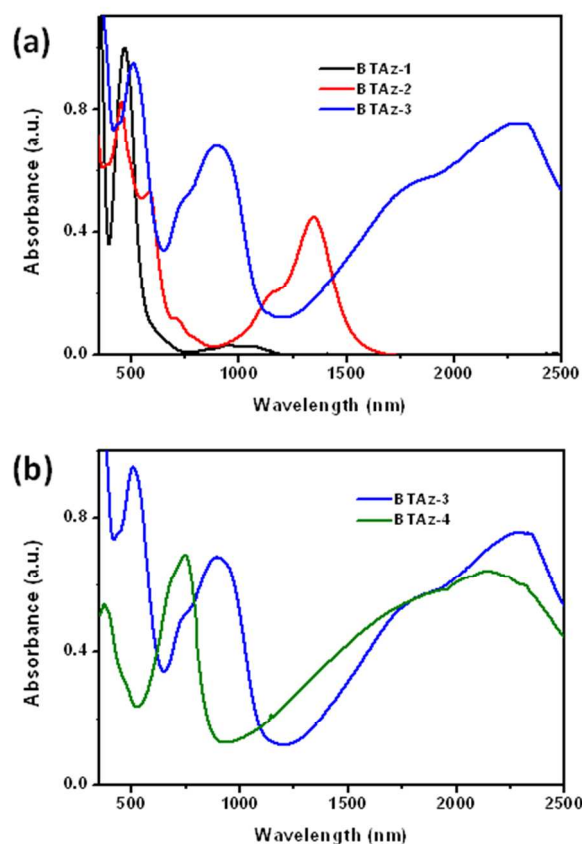 (a)
BTAz-1
BTAz-2
BTAz-3
Absorbance (a.u.)
0.8
0.4
0.0
500 1000 1500 2000 2500
Wavelength (nm)
(b)
BTAz-3
BTAz-4
Absorbance (a.u.)
0.8
0.4
0.0
500 1000 1500 2000 2500
Wavelength (nm)